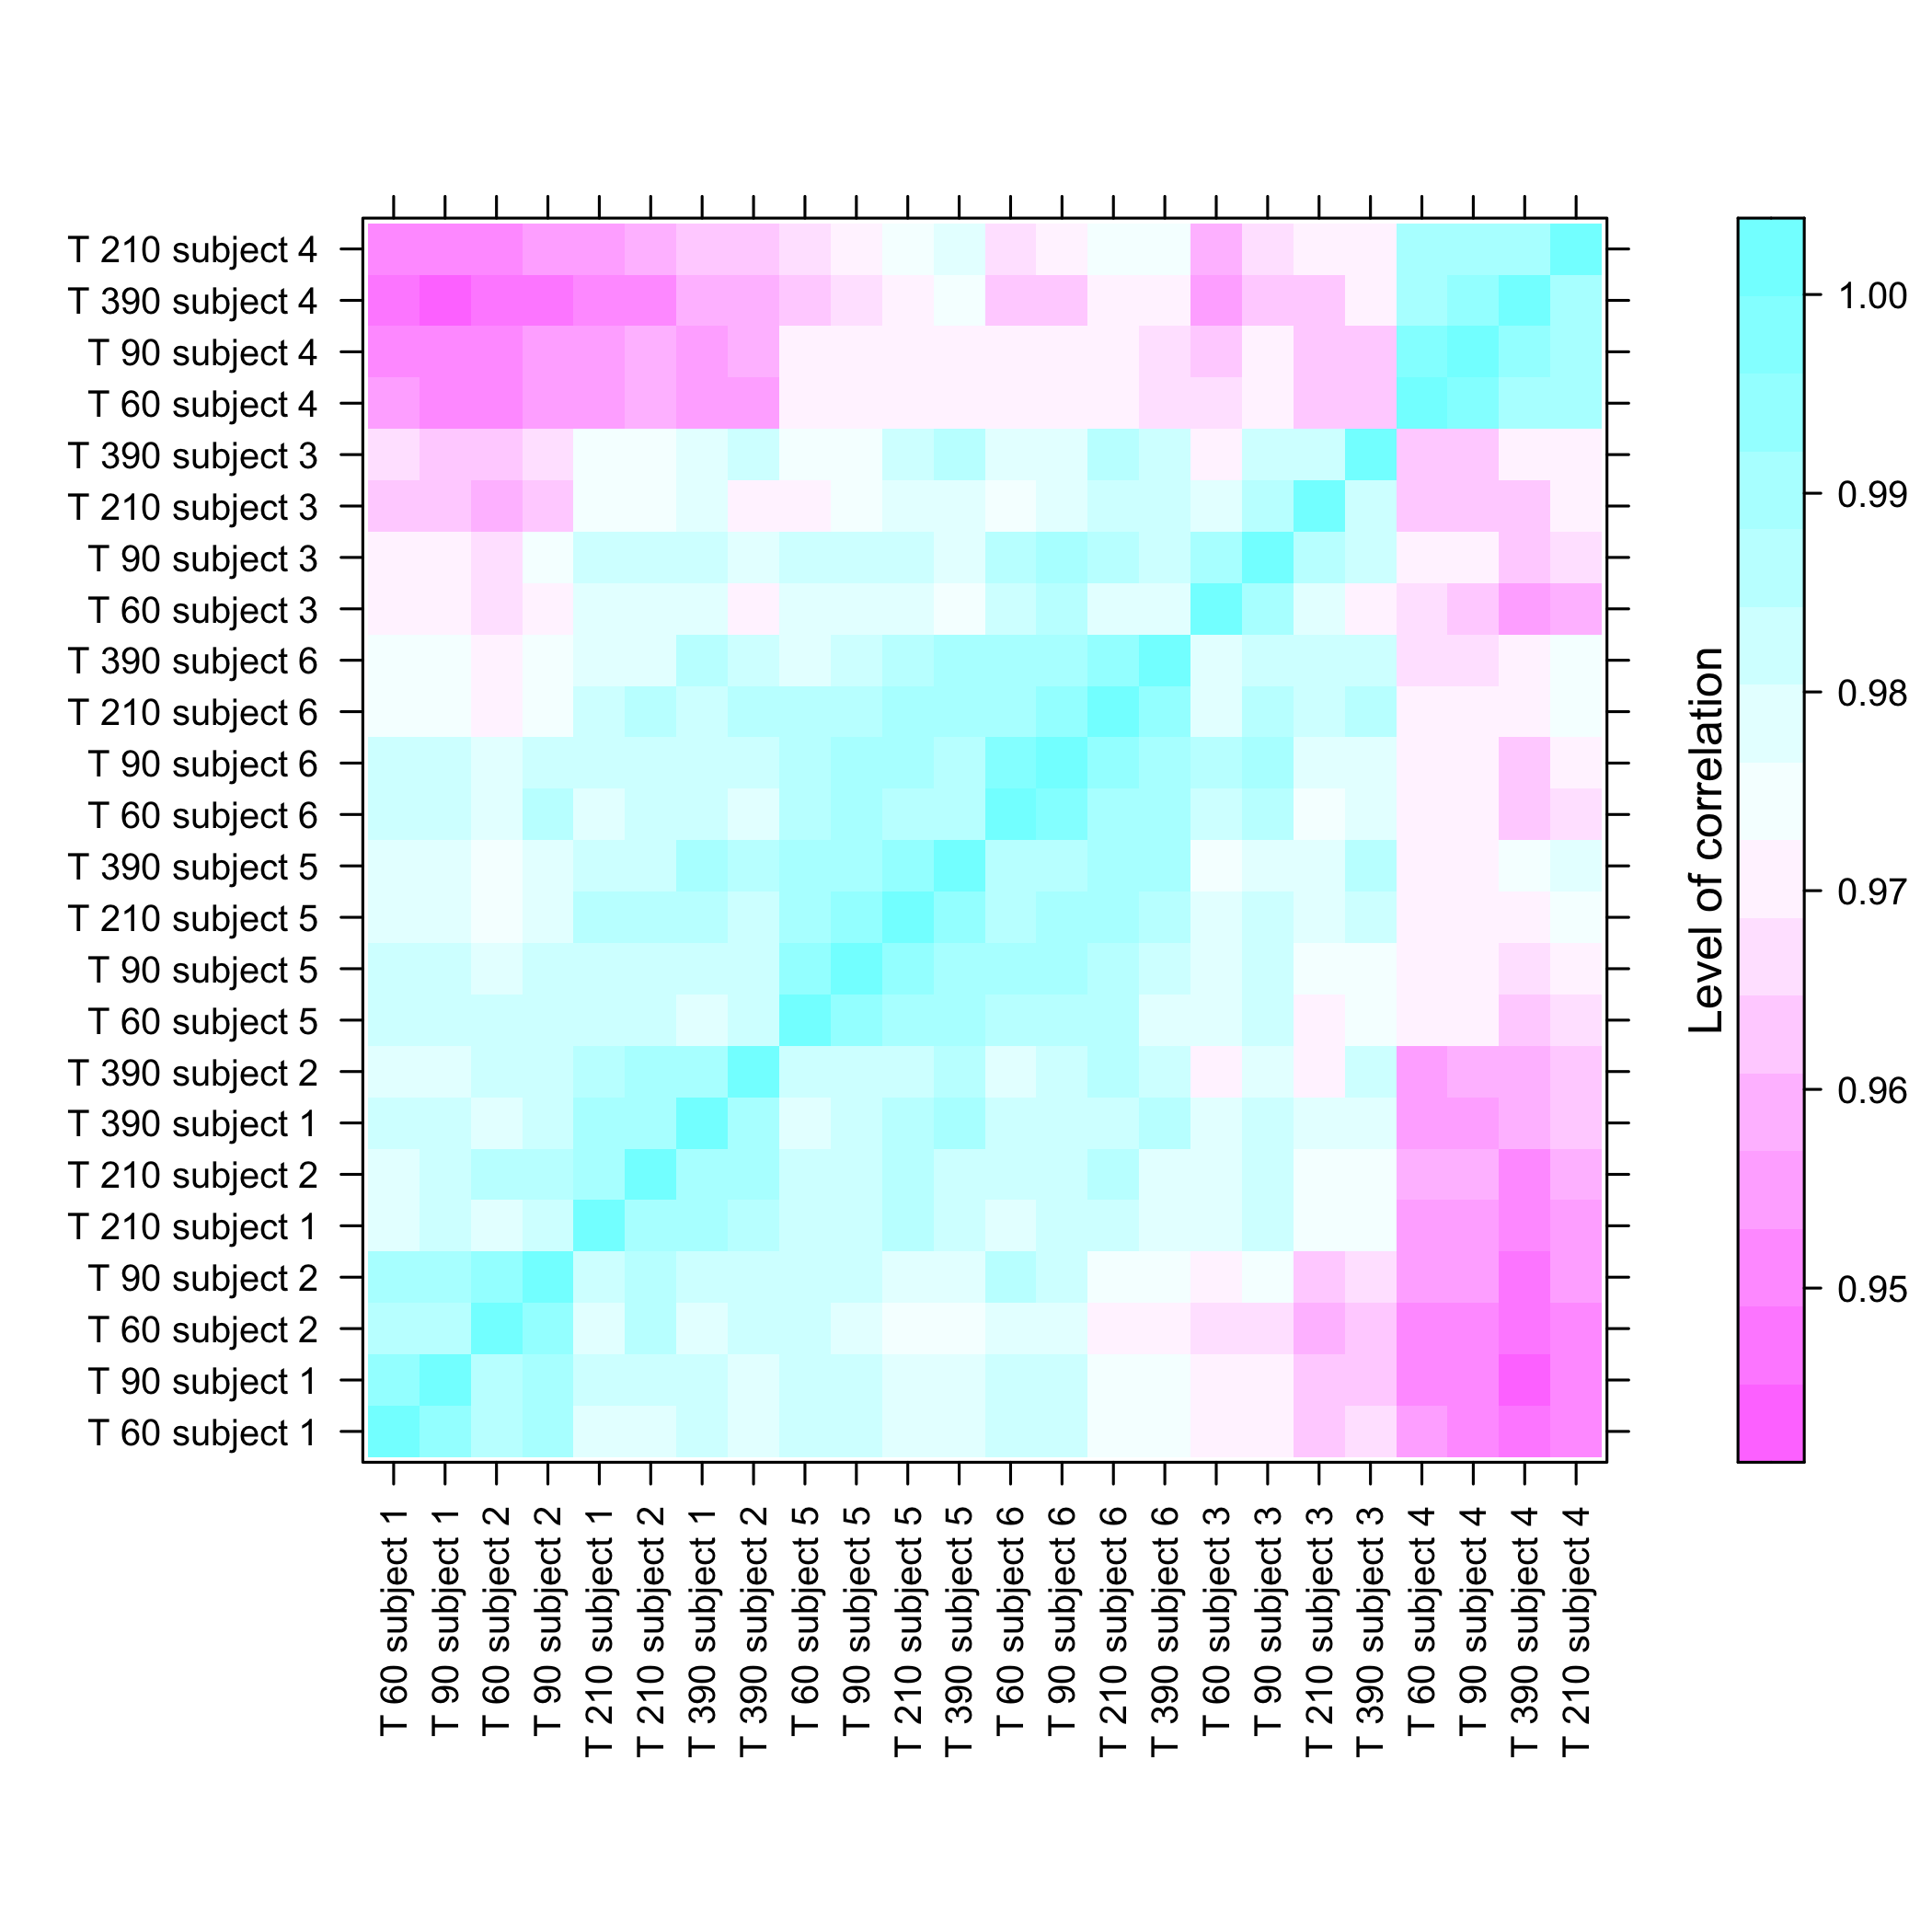 T 210 subject 4
T 390 subject 4
T 90 subject 4
T 60 subject 4
T 390 subject 3
T 210 subject 3
T 90 subject 3
T 60 subject 3
T 390 subject 6
T 210 subject 6
T 90 subject 6
T 60 subject 6
T 390 subject 5
T 210 subject 5
T 90 subject 5
T 60 subject 5
T 390 subject 2
T 390 subject 1
T 210 subject 2
T 210 subject 1
T 90 subject 2
T 60 subject 2
T 90 subject 1
T 60 subject 1
T 60 subject 1
T 90 subject 1
T 60 subject 2
T 90 subject 2
T 210 subject 1
T 210 subject 2
T 390 subject 1
T 390 subject 2
T 60 subject 5
T 90 subject 5
T 210 subject 5
T 390 subject 5
T 60 subject 6
T 90 subject 6
T 210 subject 6
T 390 subject 6
T 60 subject 3
T 90 subject 3
T 210 subject 3
T 390 subject 3
T 60 subject 4
T 90 subject 4
T 390 subject 4
T 210 subject 4
Level of correlation
1.00
0.99
0.98
0.97
0.96
0.95